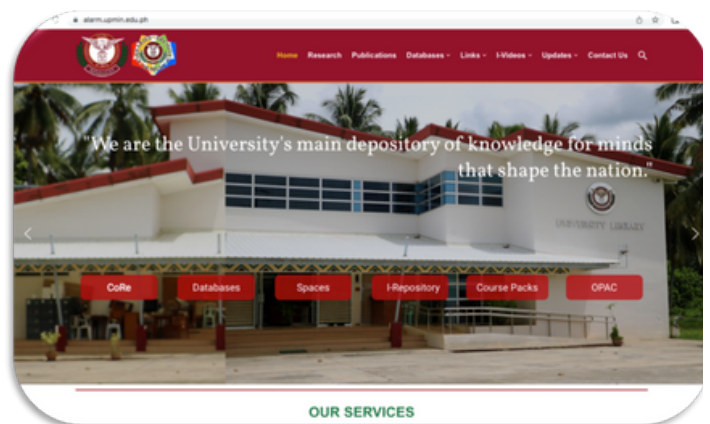 alarm.upmin.edu.ph
Home Research Publications Databases Links I-Videos Updates Contact Us
"We are the University's main depository of knowledge for minds
that shape the nation."
UNIVERSITY LIBRARY
CoRe Databases Spaces I-Repository Course Packs OPAC
OUR SERVICES